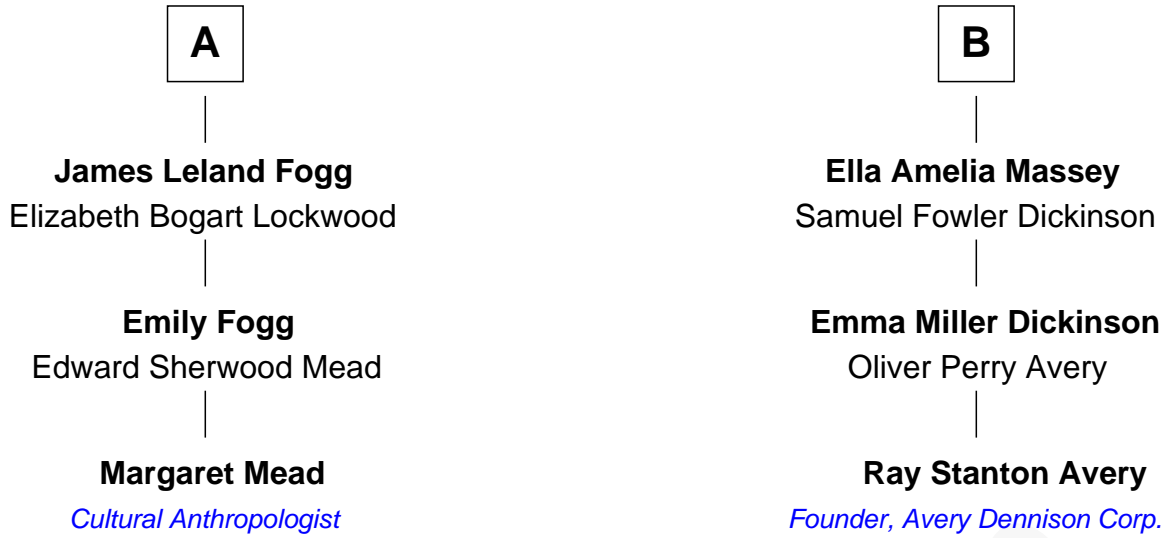 A
James Leland Fogg
Elizabeth Bogart Lockwood
Emily Fogg
Edward Sherwood Mead
Margaret Mead
Cultural Anthropologist
B
Ella Amelia Massey
Samuel Fowler Dickinson
Emma Miller Dickinson
Oliver Perry Avery
Ray Stanton Avery
Founder, Avery Dennison Corp.